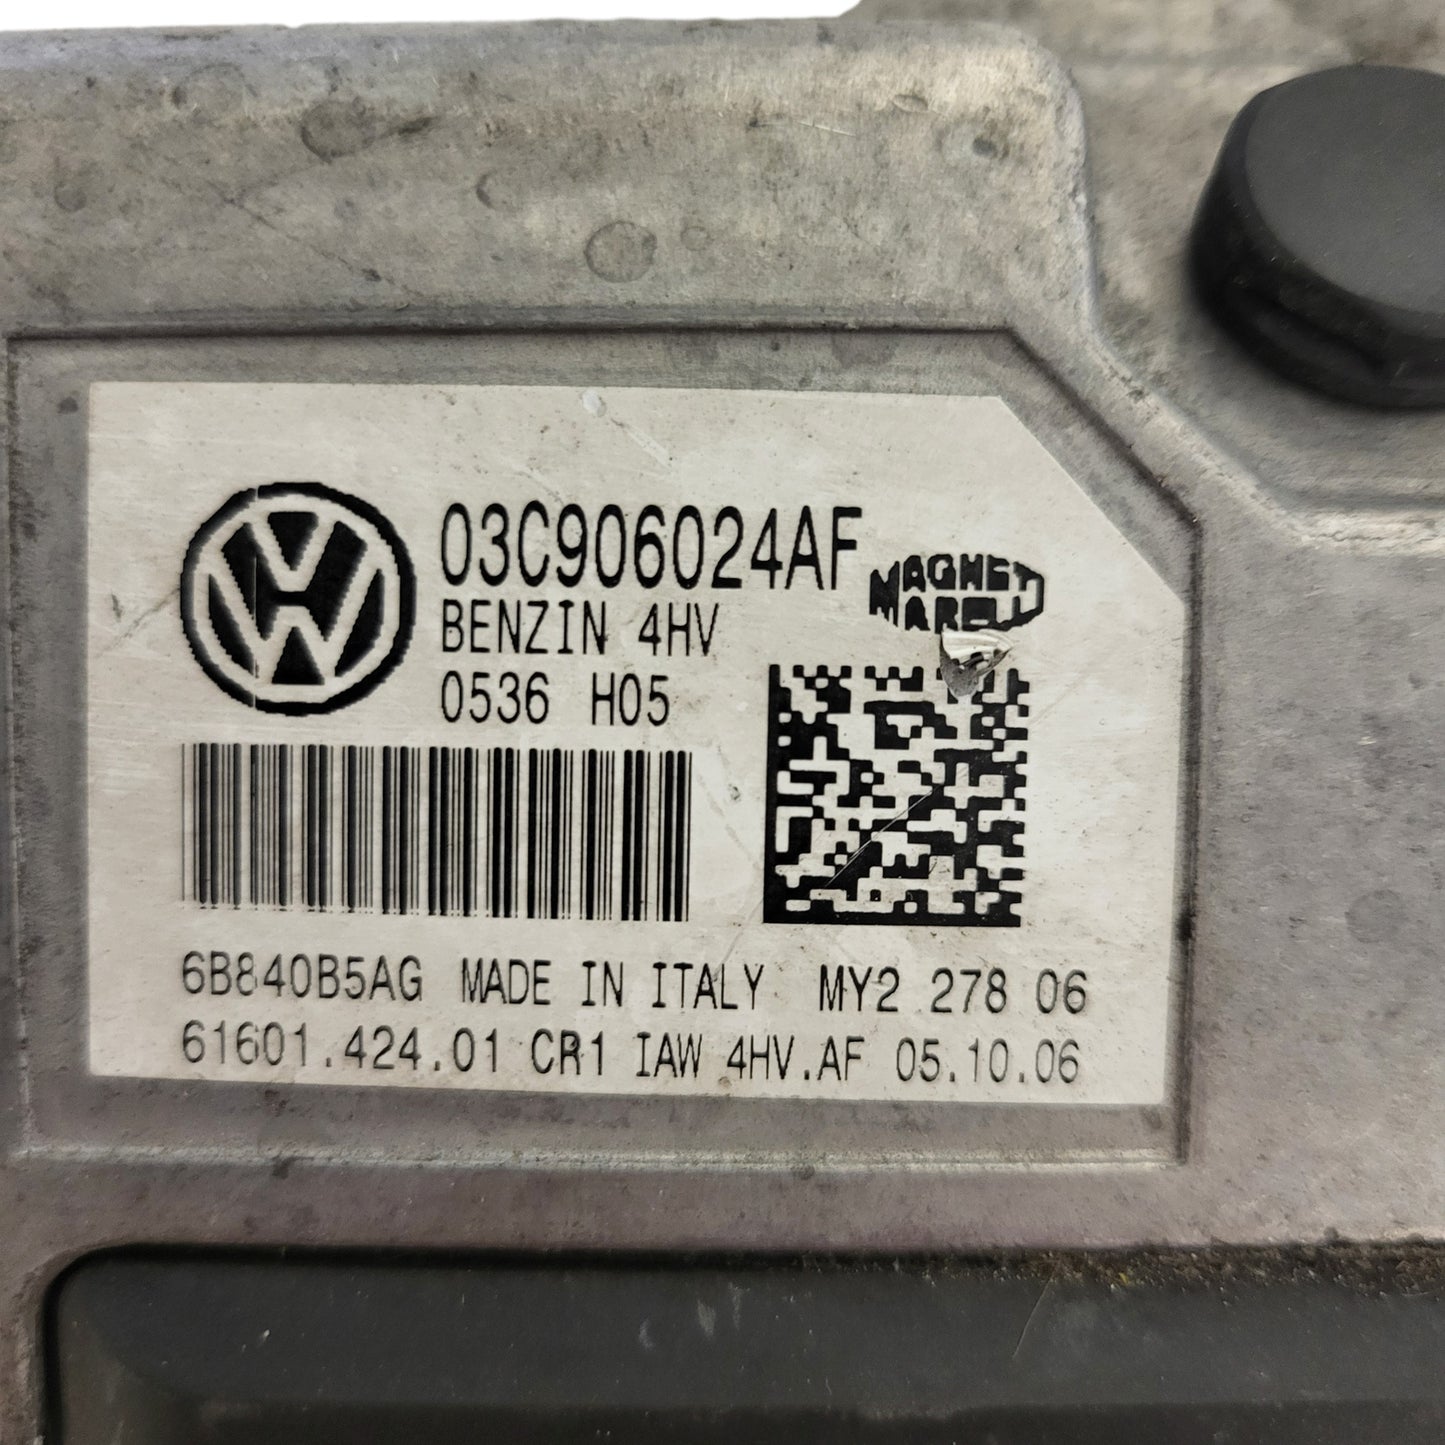 03C906024AF
MAGNETI
MARELLI
BENZIN 4HV
0536 H05
6B840B5AG MADE IN ITALY MY2 278 06
61601.424.01 CR1 IAW 4HV.AF 05.10.06